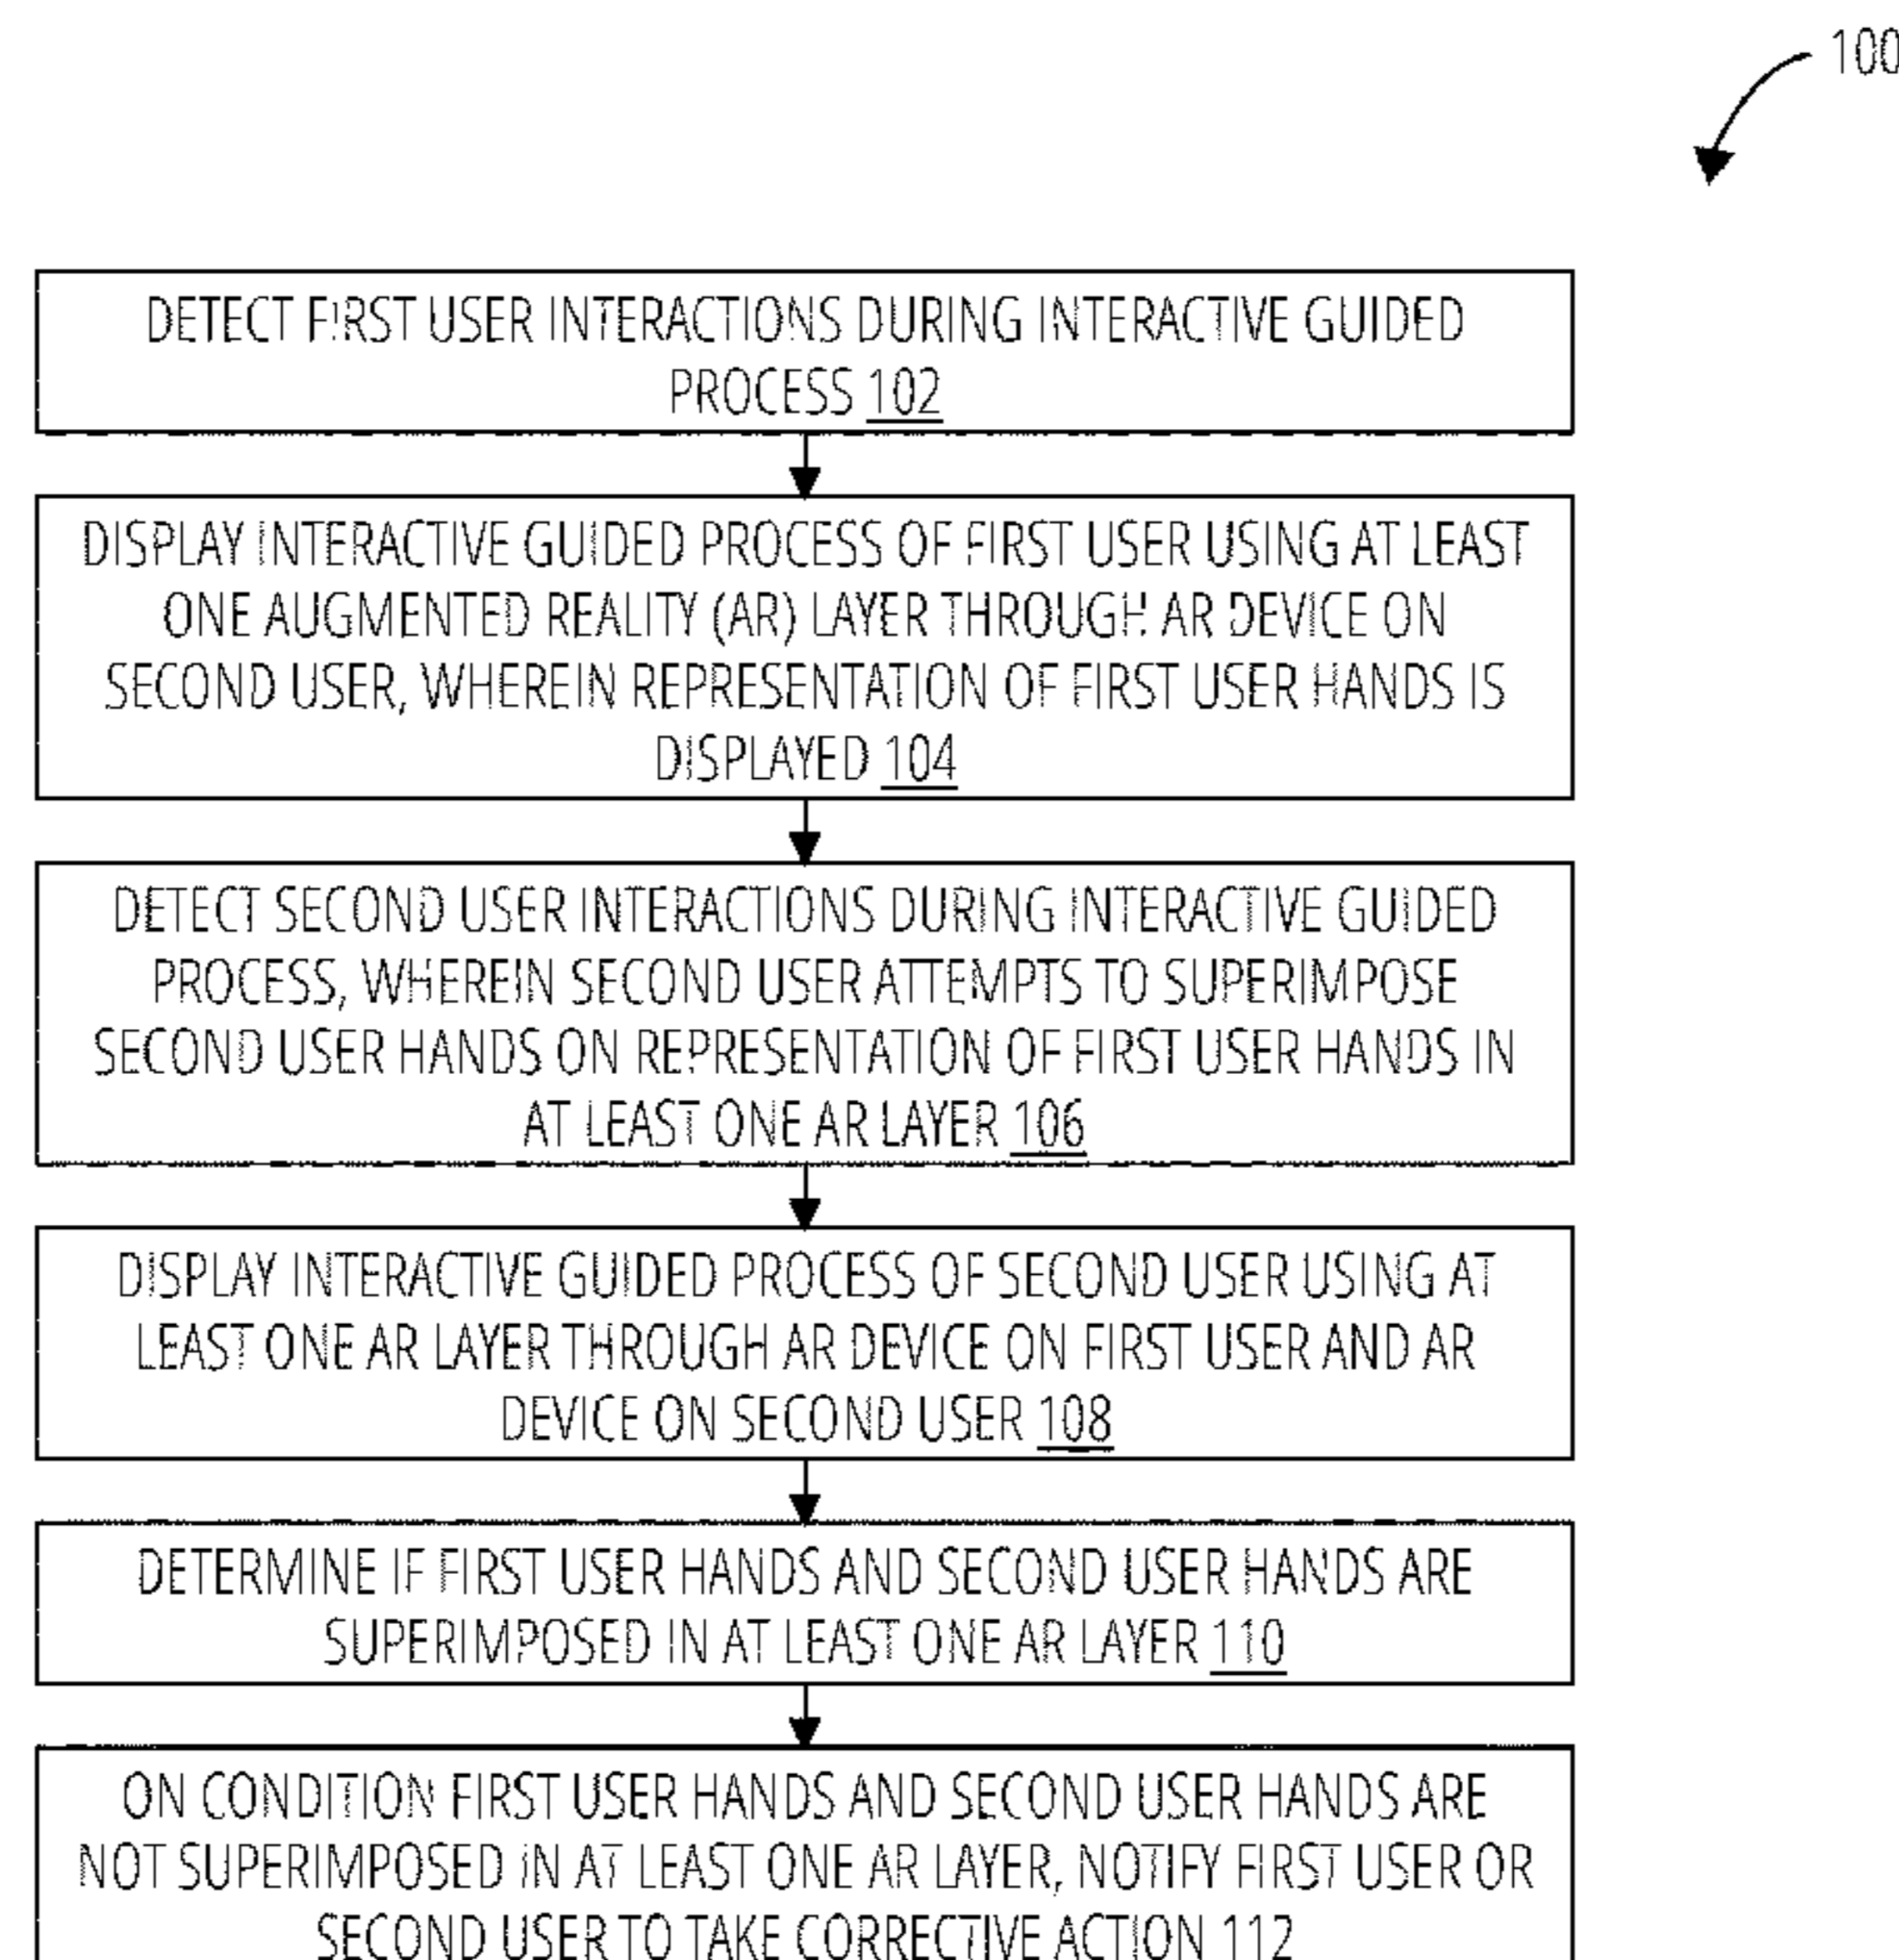 100
DETECT FIRST USER INTERACTIONS DURING INTERACTIVE GUIDED
PROCESS 102
DISPLAY INTERACTIVE GUIDED PROCESS OF FIRST USER USING AT LEAST
ONE AUGMENTED REALITY (AR) LAYER THROUGH AR DEVICE ON
SECOND USER, WHEREIN REPRESENTATION OF FIRST USER HANDS IS
DISPLAYED 104
DETECT SECOND USER INTERACTIONS DURING INTERACTIVE GUIDED
PROCESS, WHEREIN SECOND USER ATTEMPTS TO SUPERIMPOSE
SECOND USER HANDS ON REPRESENTATION OF FIRST USER HANDS IN
AT LEAST ONE AR LAYER 106
DISPLAY INTERACTIVE GUIDED PROCESS OF SECOND USER USING AT
LEAST ONE AR LAYER THROUGH AR DEVICE ON FIRST USER AND AR
DEVICE ON SECOND USER 108
DETERMINE IF FIRST USER HANDS AND SECOND USER HANDS ARE
SUPERIMPOSED IN AT LEAST ONE AR LAYER 110
ON CONDITION FIRST USER HANDS AND SECOND USER HANDS ARE
NOT SUPERIMPOSED IN AT LEAST ONE AR LAYER, NOTIFY FIRST USER OR
SECOND USER TO TAKE CORRECTIVE ACTION 112